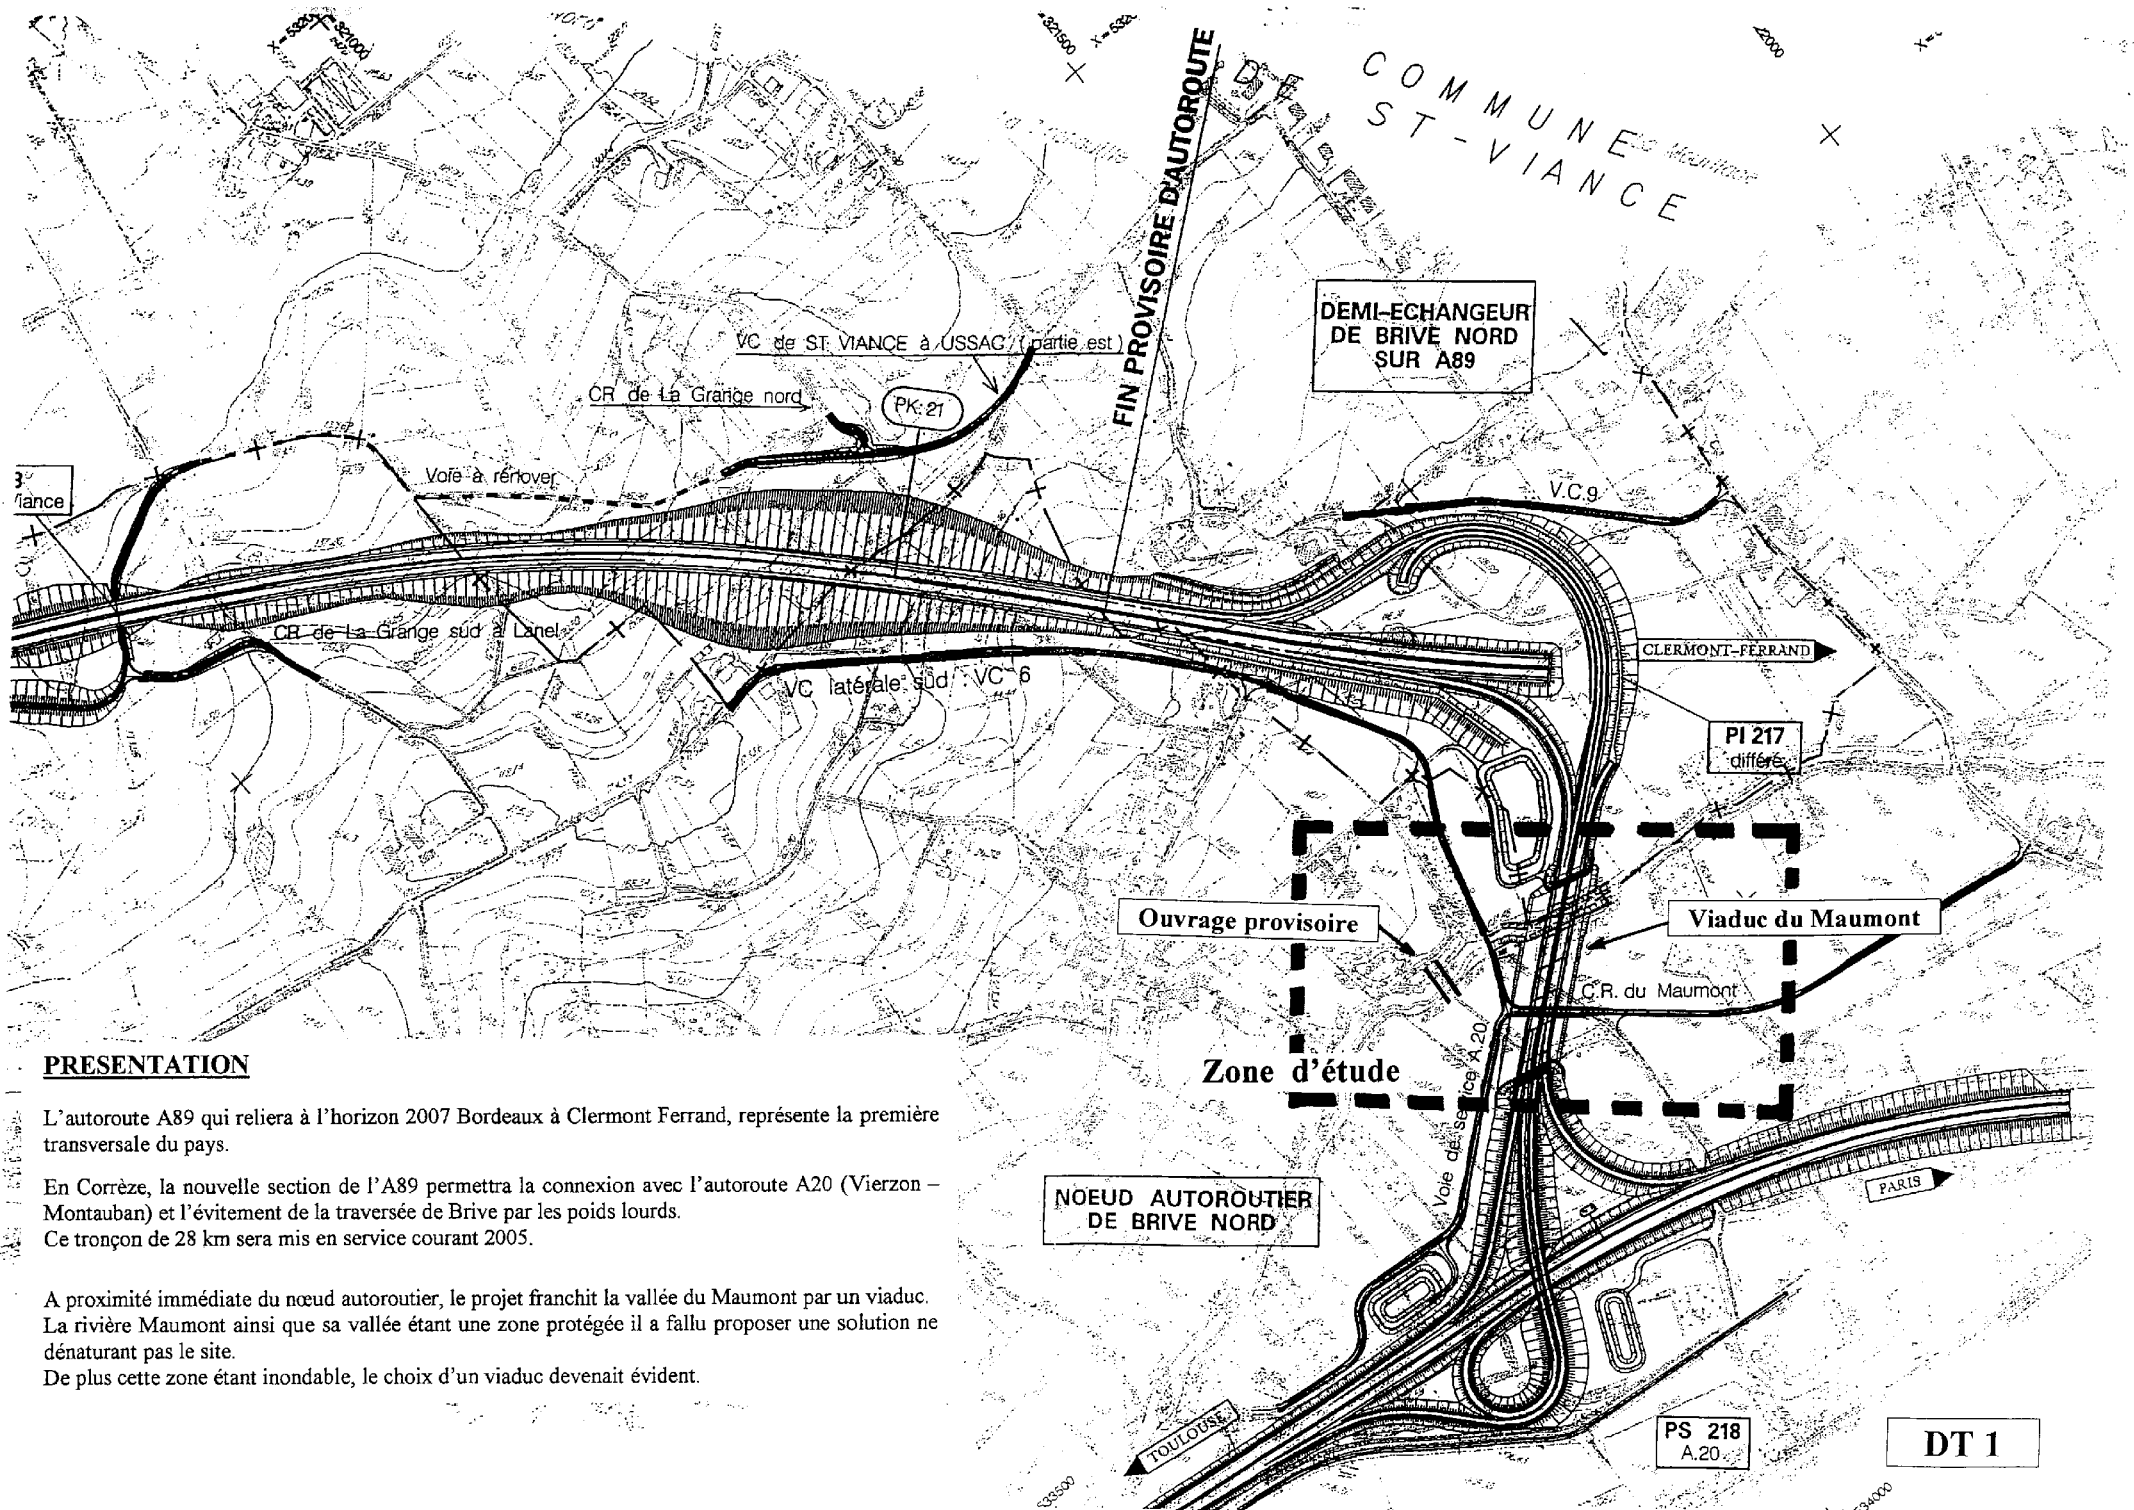 X=532
321000
321500
X=532
2000
X=
COMMUNE
DE
ST-VIANCE
FIN PROVISOIRE D'AUTOROUTE
DEMI-ECHANGEUR
DE BRIVE NORD
SUR A89
VC de ST VIANCE à USSAC (partie est)
CR de La Grange nord
PK: 21
Voie à rénover
V.C.9
3
Viance
CR de La Grange sud à Lanel
CLERMONT-FERRAND
VC latérale sud : VC 6
PI 217
différé
Ouvrage provisoire
Viaduc du Maumont
C.R. du Maumont
Zone d'étude
Voie de service A.20
NOEUD AUTOROUTIER
DE BRIVE NORD
PARIS
TOULOUSE
PS 218
A.20
533500
534000
DT 1
PRESENTATION
L'autoroute A89 qui reliera à l'horizon 2007 Bordeaux à Clermont Ferrand, représente la première
transversale du pays.
En Corrèze, la nouvelle section de l'A89 permettra la connexion avec l'autoroute A20 (Vierzon –
Montauban) et l'évitement de la traversée de Brive par les poids lourds.
Ce tronçon de 28 km sera mis en service courant 2005.
A proximité immédiate du nœud autoroutier, le projet franchit la vallée du Maumont par un viaduc.
La rivière Maumont ainsi que sa vallée étant une zone protégée il a fallu proposer une solution ne
dénaturant pas le site.
De plus cette zone étant inondable, le choix d'un viaduc devenait évident.